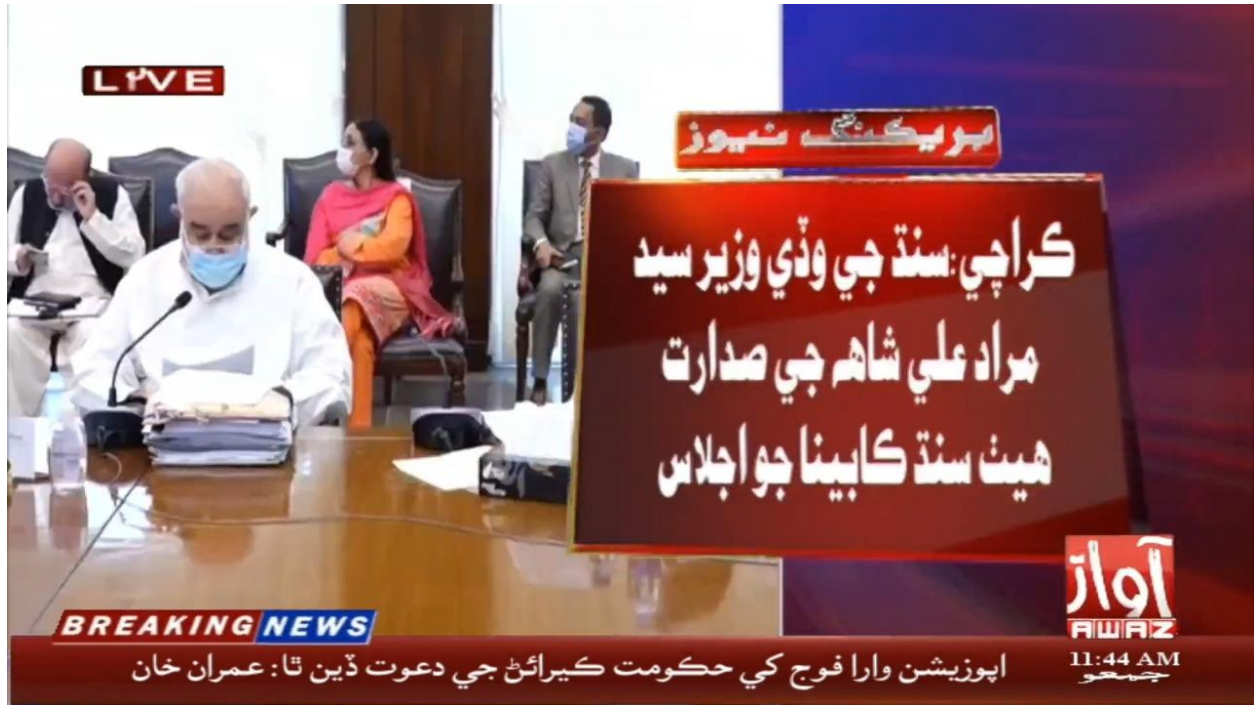 LIVE
بريڪنگ نيوز
ڪراچي:سنڌ جي وڏي وزير سيد
مراد علي شاهه جي صدارت
هيٺ سنڌ ڪابينا جو اجلاس
آواز
AWAZ
BREAKING NEWS
11:44 AM
اپوزيشن وارا فوج کي حڪومت ڪيرائڻ جي دعوت ڏين ٿا: عمران خان
جمعو